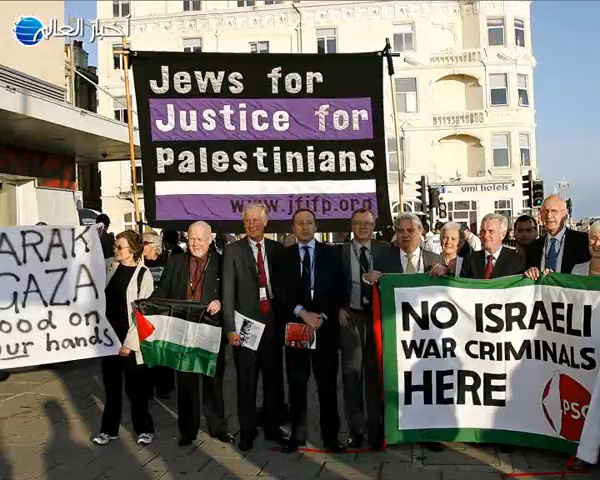 أخبار العالم
Jews for
Justice for
Palestinians
www.jfjfp.org
umi hotels
ARAK
GAZA
ood on
our hands
NO ISRAELI
WAR CRIMINALS
HERE
PSC